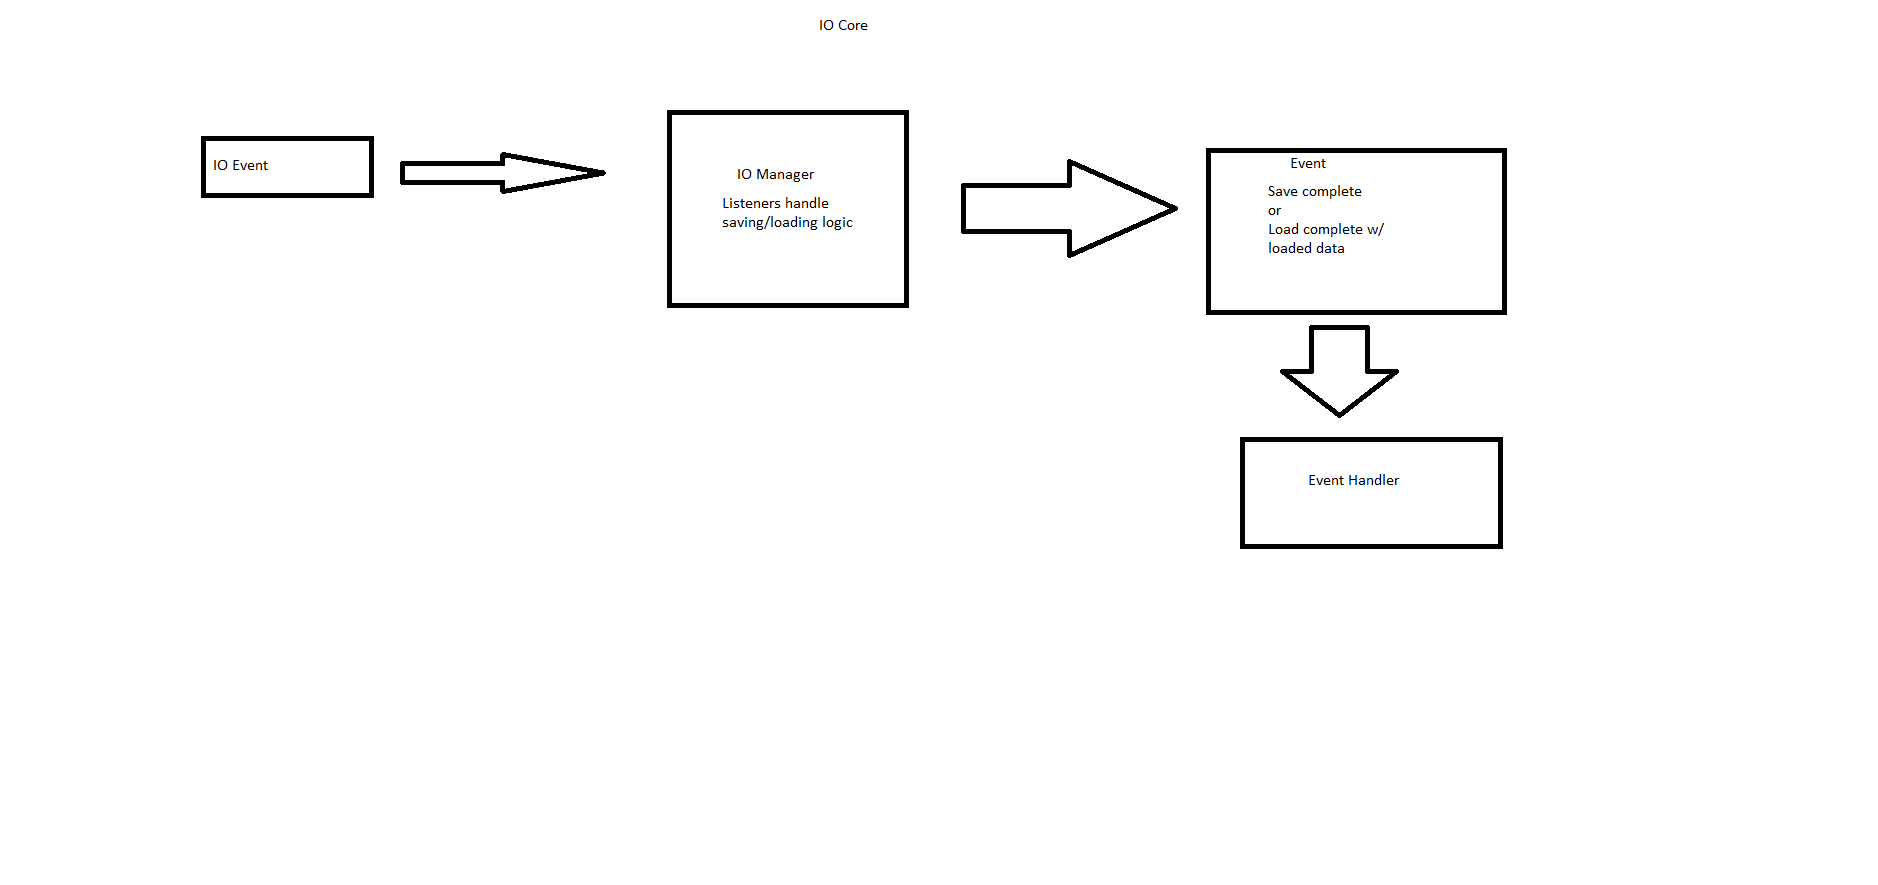 IO Core
IO Event
IO Manager
Listeners handle
saving/loading logic
Event
Save complete
or
Load complete w/
loaded data
Event Handler